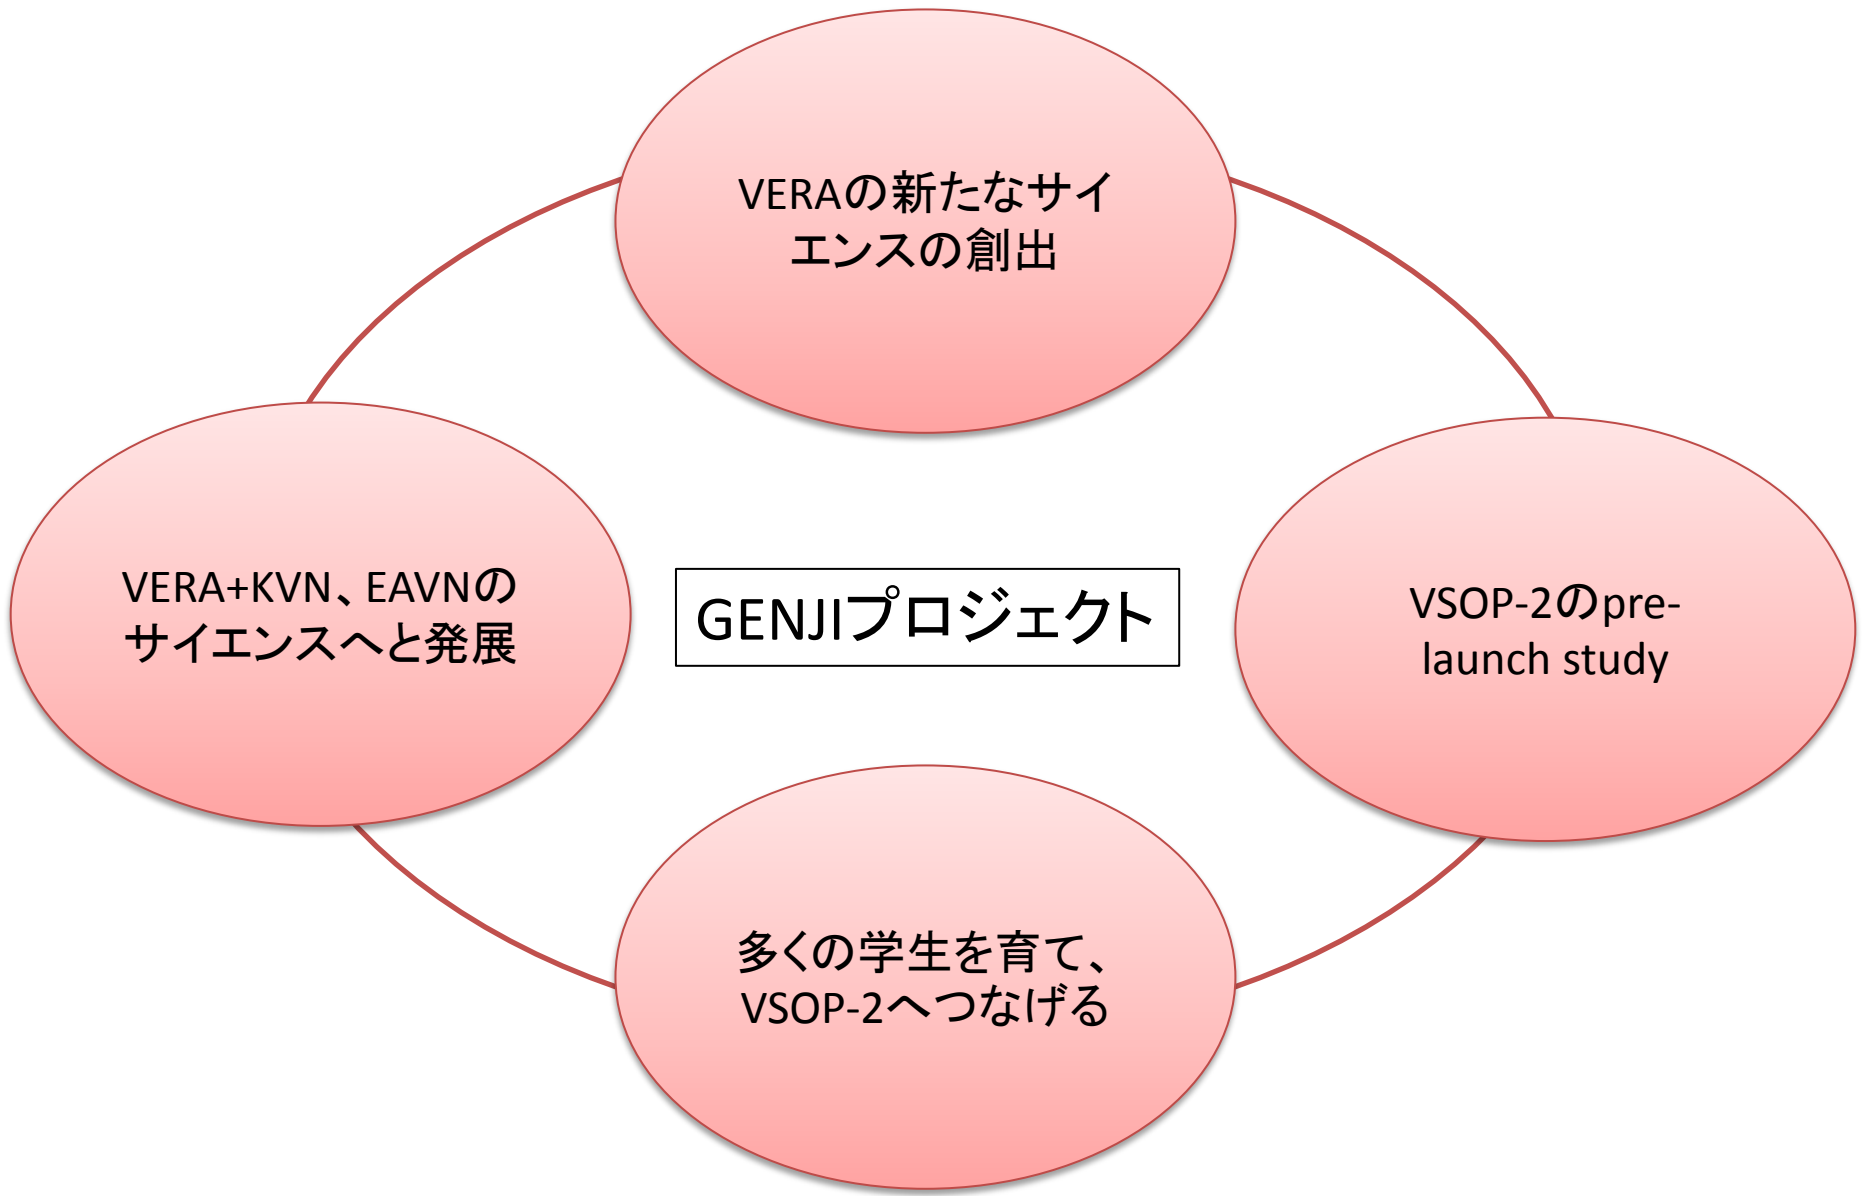 VERAの新たなサイ
エンスの創出
VERA+KVN、EAVNの
サイエンスへと発展
GENJIプロジェクト
VSOP-2のpre-
launch study
多くの学生を育て、
VSOP-2へつなげる